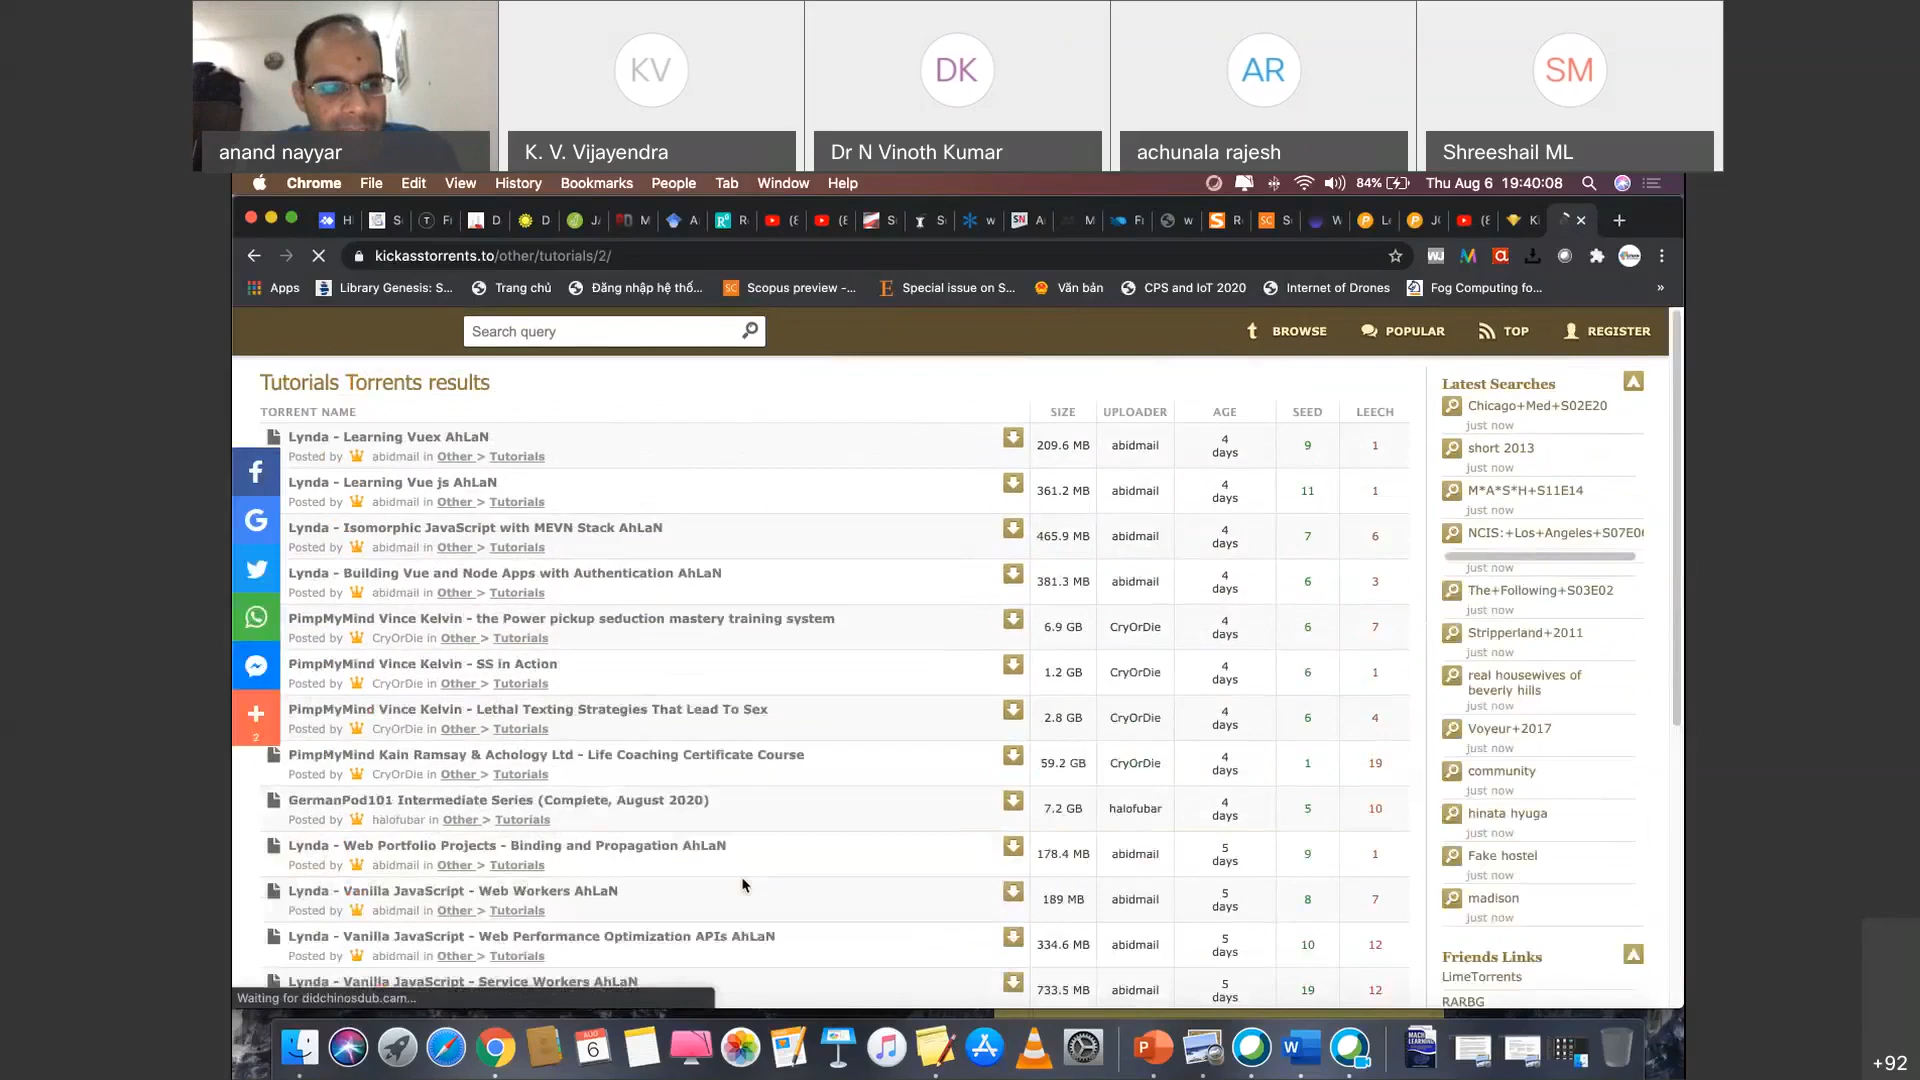 KV
DK
AR
SM
anand nayyar
K. V. Vijayendra
Dr N Vinoth Kumar
achunala rajesh
Shreeshail ML
Chrome File Edit View History Bookmarks People Tab Window Help
84% Thu Aug 6 19:40:08
kickasstorrents.to/other/tutorials/2/
Apps Library Genesis: S... Trang chủ Đăng nhập hệ thố... Scopus preview -... Special issue on S... Văn bản CPS and IoT 2020 Internet of Drones Fog Computing fo... »
Search query
BROWSE POPULAR TOP REGISTER
Tutorials Torrents results
TORRENT NAME SIZE UPLOADER AGE SEED LEECH
Lynda - Learning Vuex AhLaN
Posted by abidmail in Other > Tutorials
209.6 MB abidmail 4 days 9 1
Lynda - Learning Vue js AhLaN
Posted by abidmail in Other > Tutorials
361.2 MB abidmail 4 days 11 1
Lynda - Isomorphic JavaScript with MEVN Stack AhLaN
Posted by abidmail in Other > Tutorials
465.9 MB abidmail 4 days 7 6
Lynda - Building Vue and Node Apps with Authentication AhLaN
Posted by abidmail in Other > Tutorials
381.3 MB abidmail 4 days 6 3
PimpMyMind Vince Kelvin - the Power pickup seduction mastery training system
Posted by CryOrDie in Other > Tutorials
6.9 GB CryOrDie 4 days 6 7
PimpMyMind Vince Kelvin - SS in Action
Posted by CryOrDie in Other > Tutorials
1.2 GB CryOrDie 4 days 6 1
PimpMyMind Vince Kelvin - Lethal Texting Strategies That Lead To Sex
Posted by CryOrDie in Other > Tutorials
2.8 GB CryOrDie 4 days 6 4
PimpMyMind Kain Ramsay & Achology Ltd - Life Coaching Certificate Course
Posted by CryOrDie in Other > Tutorials
59.2 GB CryOrDie 4 days 1 19
GermanPod101 Intermediate Series (Complete, August 2020)
Posted by halofubar in Other > Tutorials
7.2 GB halofubar 4 days 5 10
Lynda - Web Portfolio Projects - Binding and Propagation AhLaN
Posted by abidmail in Other > Tutorials
178.4 MB abidmail 5 days 9 1
Lynda - Vanilla JavaScript - Web Workers AhLaN
Posted by abidmail in Other > Tutorials
189 MB abidmail 5 days 8 7
Lynda - Vanilla JavaScript - Web Performance Optimization APIs AhLaN
Posted by abidmail in Other > Tutorials
334.6 MB abidmail 5 days 10 12
Lynda - Vanilla JavaScript - Service Workers AhLaN
733.5 MB abidmail 5 days 19 12
Waiting for didchinosdub.cam...
2
Latest Searches
Chicago+Med+S02E20
just now
short 2013
just now
M*A*S*H+S11E14
just now
NCIS:+Los+Angeles+S07E0
just now
The+Following+S03E02
just now
Stripperland+2011
just now
real housewives of
beverly hills
just now
Voyeur+2017
just now
community
just now
hinata hyuga
just now
Fake hostel
just now
madison
just now
Friends Links
LimeTorrents
RARBG
AUG
6
+92